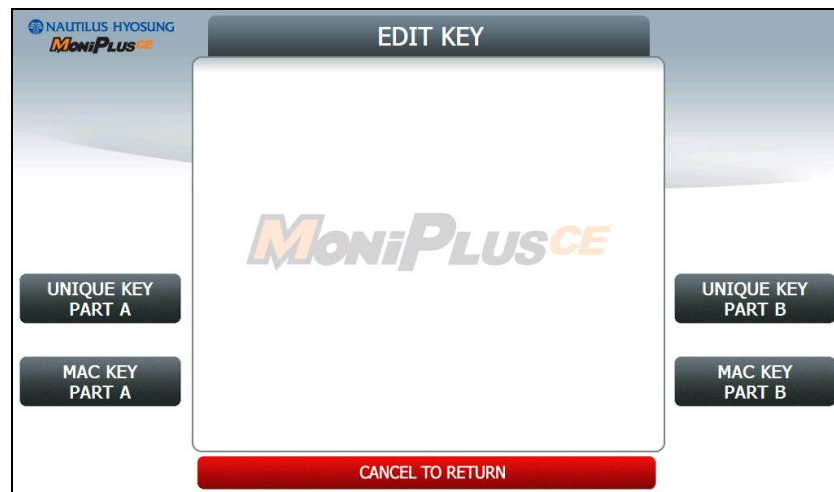 NAUTILUS HYOSUNG
MONiPLUSCE
EDIT KEY
MONiPLUSCE
UNIQUE KEY
PART A
UNIQUE KEY
PART B
MAC KEY
PART A
MAC KEY
PART B
CANCEL TO RETURN